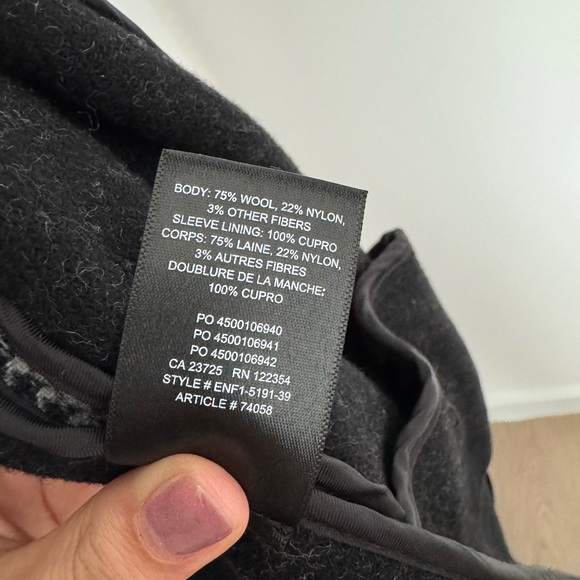 BODY: 75% WOOL, 22% NYLON,
3% OTHER FIBERS
SLEEVE LINING: 100% CUPRO
CORPS: 75% LAINE, 22% NYLON,
3% AUTRES FIBRES
DOUBLURE DE LA MANCHE:
100% CUPRO
PO 4500106940
PO 4500106941
PO 4500106942
CA 23725 RN 122354
STYLE # ENF1-5191-39
ARTICLE # 74058